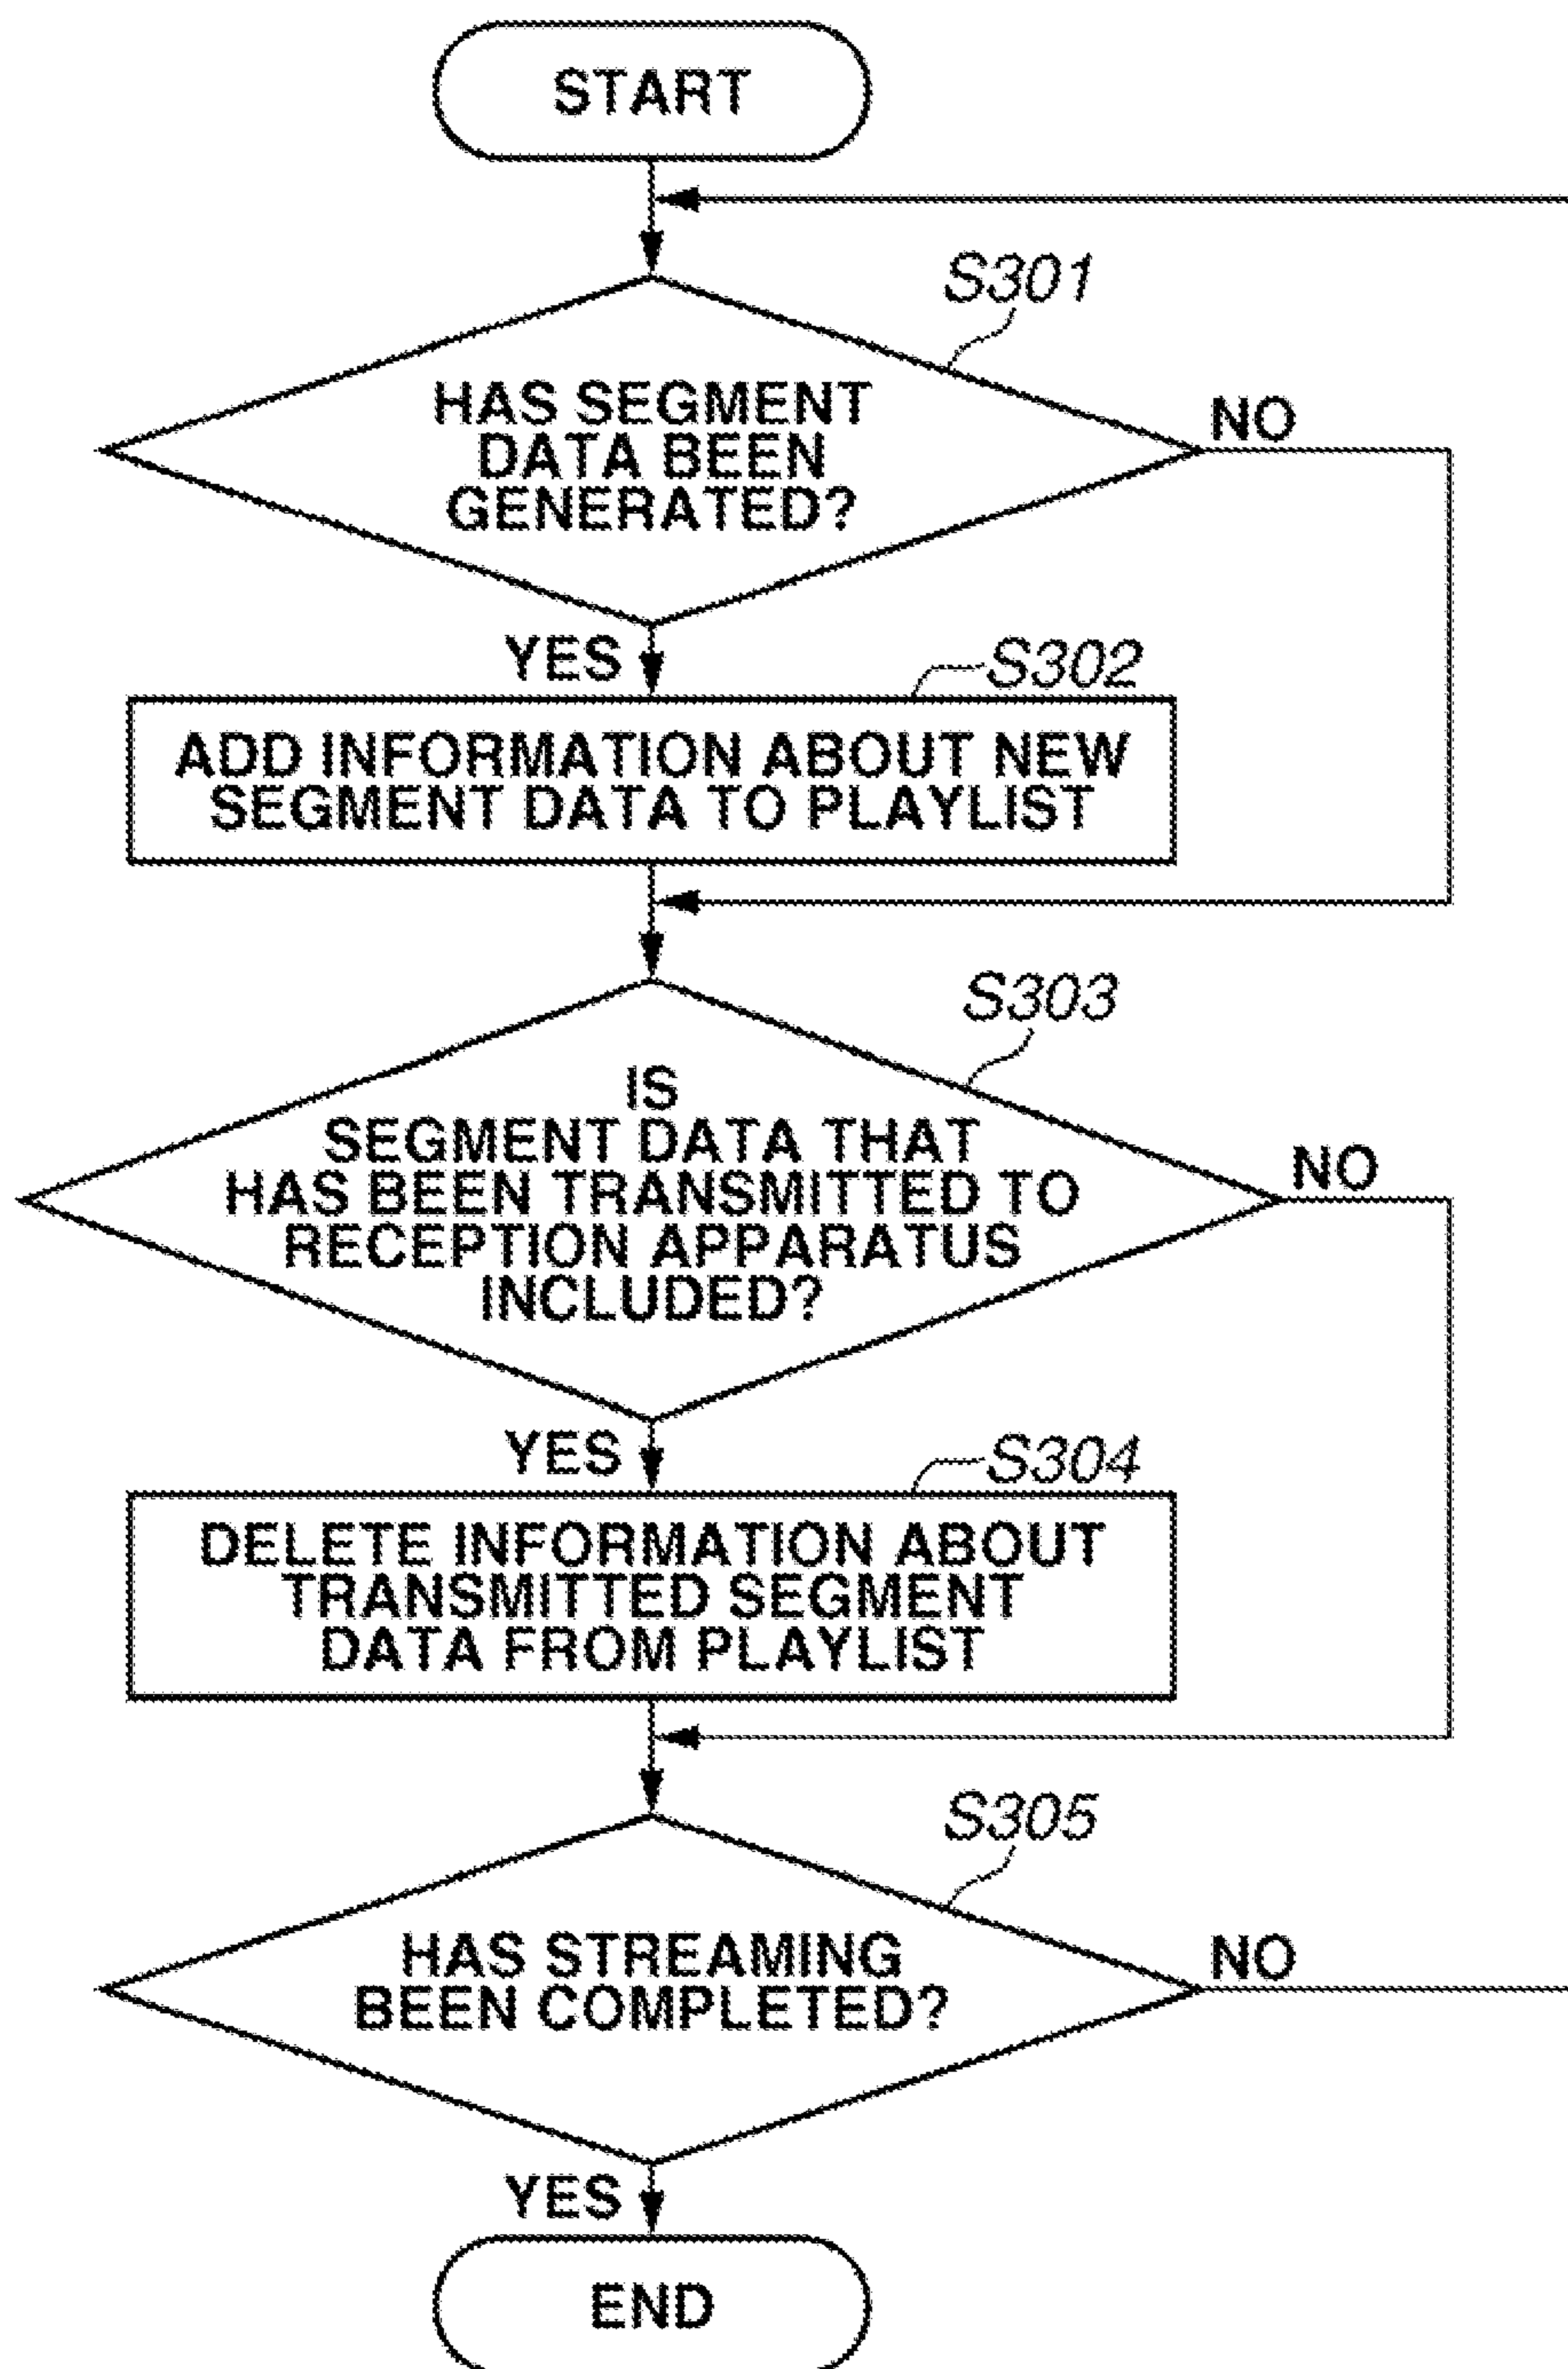 START
S301
HAS SEGMENT
DATA BEEN
GENERATED?
NO
YES
S302
ADD INFORMATION ABOUT NEW
SEGMENT DATA TO PLAYLIST
S303
IS
SEGMENT DATA THAT
HAS BEEN TRANSMITTED TO
RECEPTION APPARATUS
INCLUDED?
NO
YES
S304
DELETE INFORMATION ABOUT
TRANSMITTED SEGMENT
DATA FROM PLAYLIST
S305
HAS STREAMING
BEEN COMPLETED?
NO
YES
END